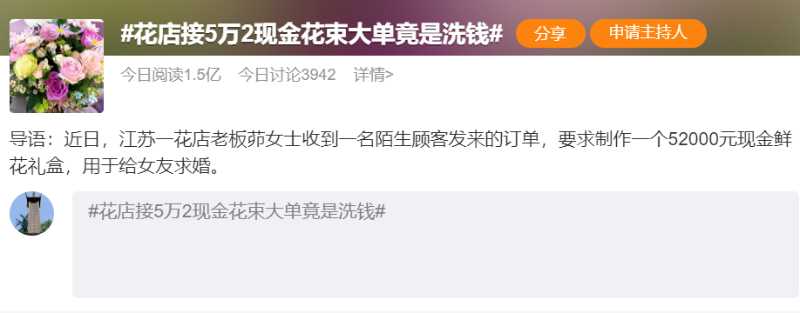 #花店接5万2现金花束大单竟是洗钱#
分享
申请主持人
今日阅读1.5亿 今日讨论3942 详情>
导语：近日，江苏一花店老板茆女士收到一名陌生顾客发来的订单，要求制作一个52000元现金鲜
花礼盒，用于给女友求婚。
#花店接5万2现金花束大单竟是洗钱#